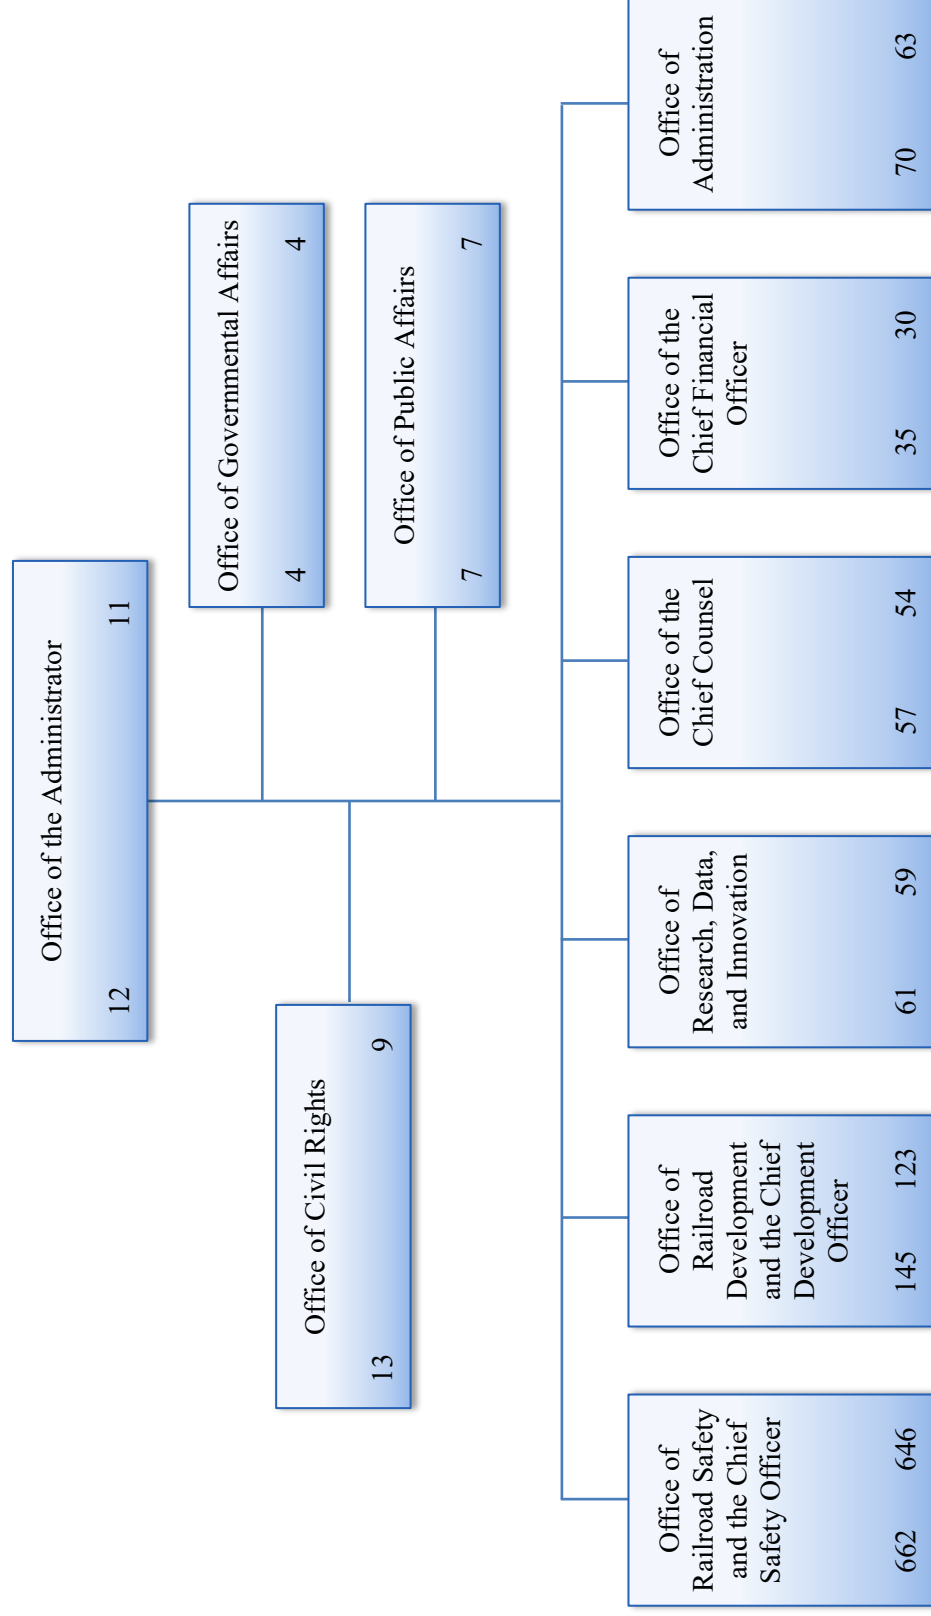 Office of the Administrator
12 11
Office of Governmental Affairs
4 4
Office of Civil Rights
13 9
Office of Public Affairs
7 7
Office of
Railroad Safety
and the Chief
Safety Officer
662 646
Office of
Railroad
Development
and the Chief
Development
Officer
145 123
Office of
Research, Data,
and Innovation
61 59
Office of the
Chief Counsel
57 54
Office of the
Chief Financial
Officer
35 30
Office of
Administration
70 63